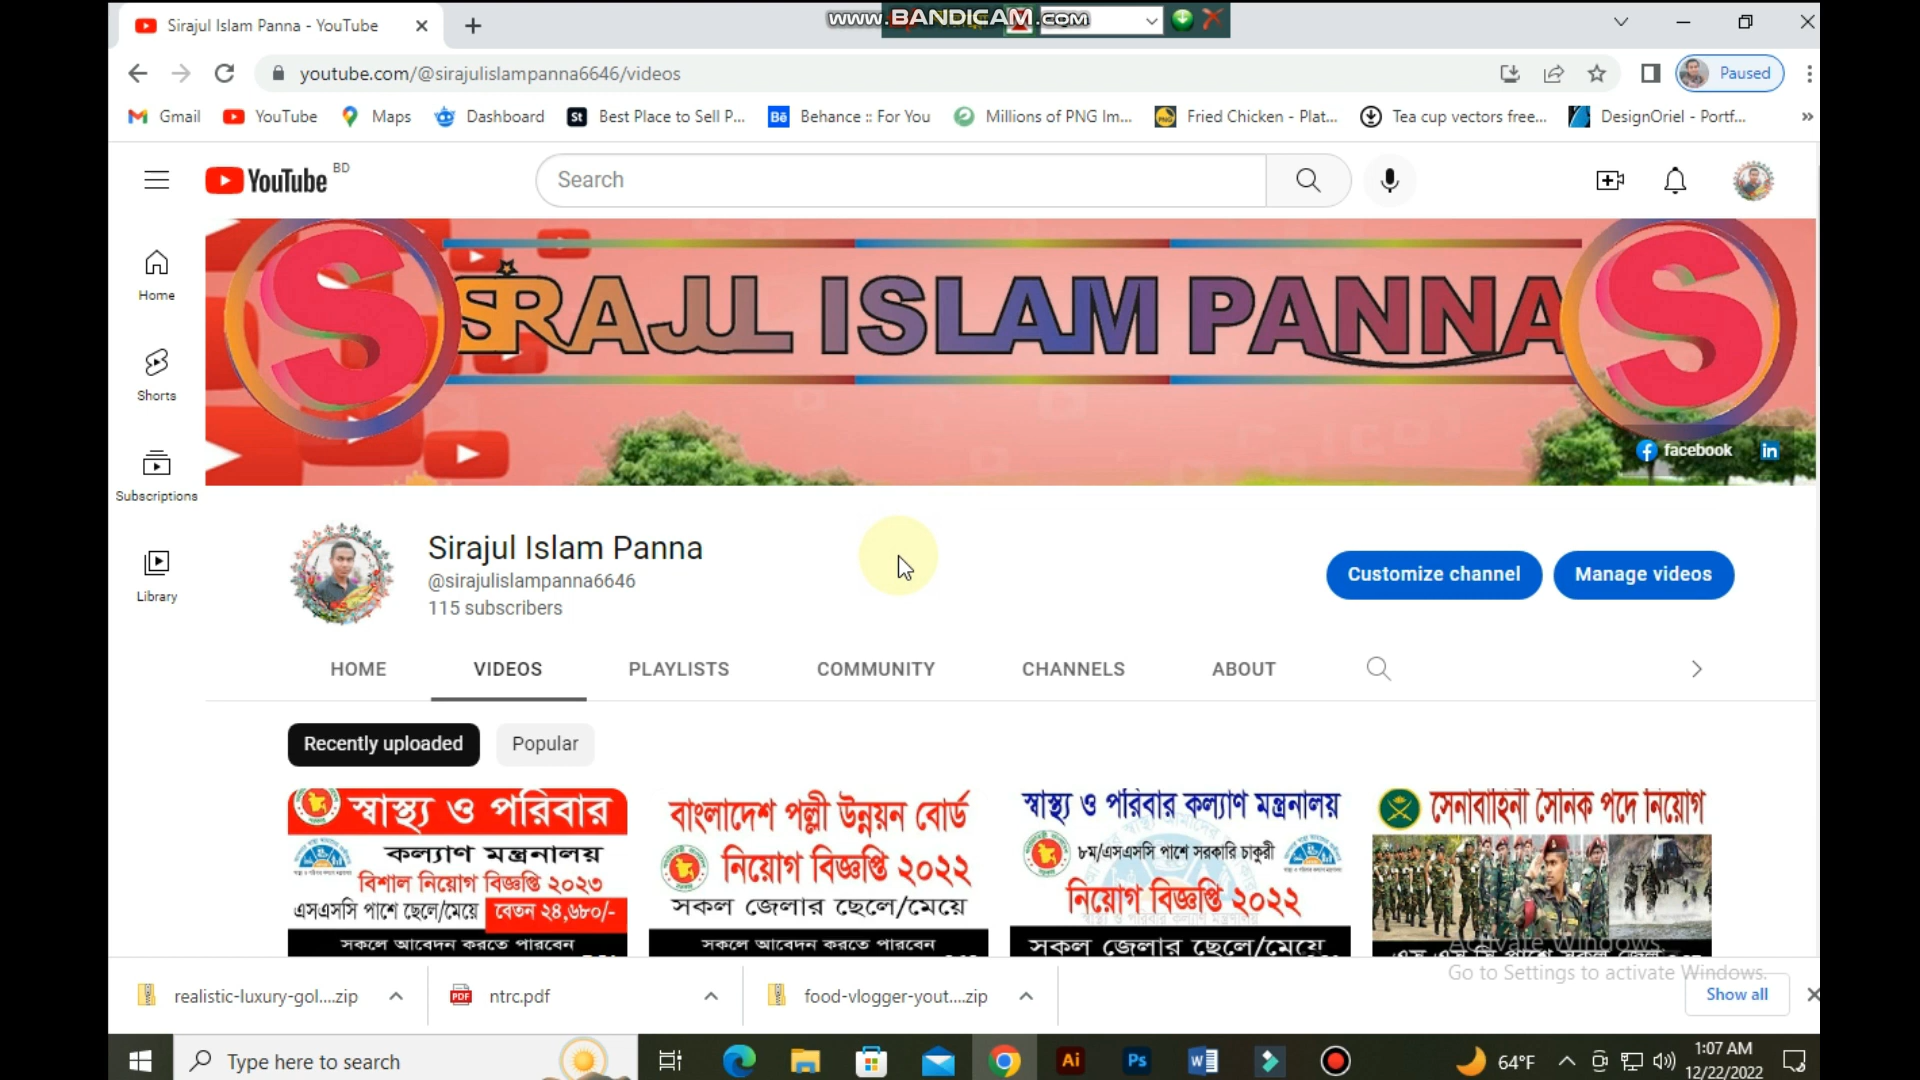 Sirajul Islam Panna - YouTube
www.BANDICAM.com
youtube.com/@sirajulislampanna6646/videos
Paused
Gmail YouTube Maps Dashboard Best Place to Sell P... Behance :: For You Millions of PNG Im... Fried Chicken - Plat... Tea cup vectors free... DesignOriel - Portf...
YouTube BD
Search
SIRAJUL ISLAM PANNA
S
S
facebook
in
Home
Shorts
Subscriptions
Library
Sirajul Islam Panna
@sirajulislampanna6646
115 subscribers
Customize channel
Manage videos
HOME VIDEOS PLAYLISTS COMMUNITY CHANNELS ABOUT
Recently uploaded
Popular
স্বাস্থ্য ও পরিবার
কল্যাণ মন্ত্রনালয়
বিশাল নিয়োগ বিজ্ঞপ্তি ২০২৩
এসএসসি পাশে ছেলে/মেয়ে বেতন ২৪,৬৮০/-
সকলে আবেদন করতে পারবেন
বাংলাদেশ পল্লী উন্নয়ন বোর্ড
নিয়োগ বিজ্ঞপ্তি ২০২২
সকল জেলার ছেলে/মেয়ে
সকলে আবেদন করতে পারবেন
স্বাস্থ্য ও পরিবার কল্যাণ মন্ত্রনালয়
৮ম/এসএসসি পাশে সরকারি চাকুরী
নিয়োগ বিজ্ঞপ্তি ২০২২
সকল জেলার ছেলে/মেয়ে
সেনাবাহিনী সৈনিক পদে নিয়োগ
Activate Windows
Go to Settings to activate Windows.
realistic-luxury-gol....zip
ntrc.pdf
food-vlogger-yout....zip
Show all
Type here to search
Ai
Ps
64°F
1:07 AM
12/22/2022